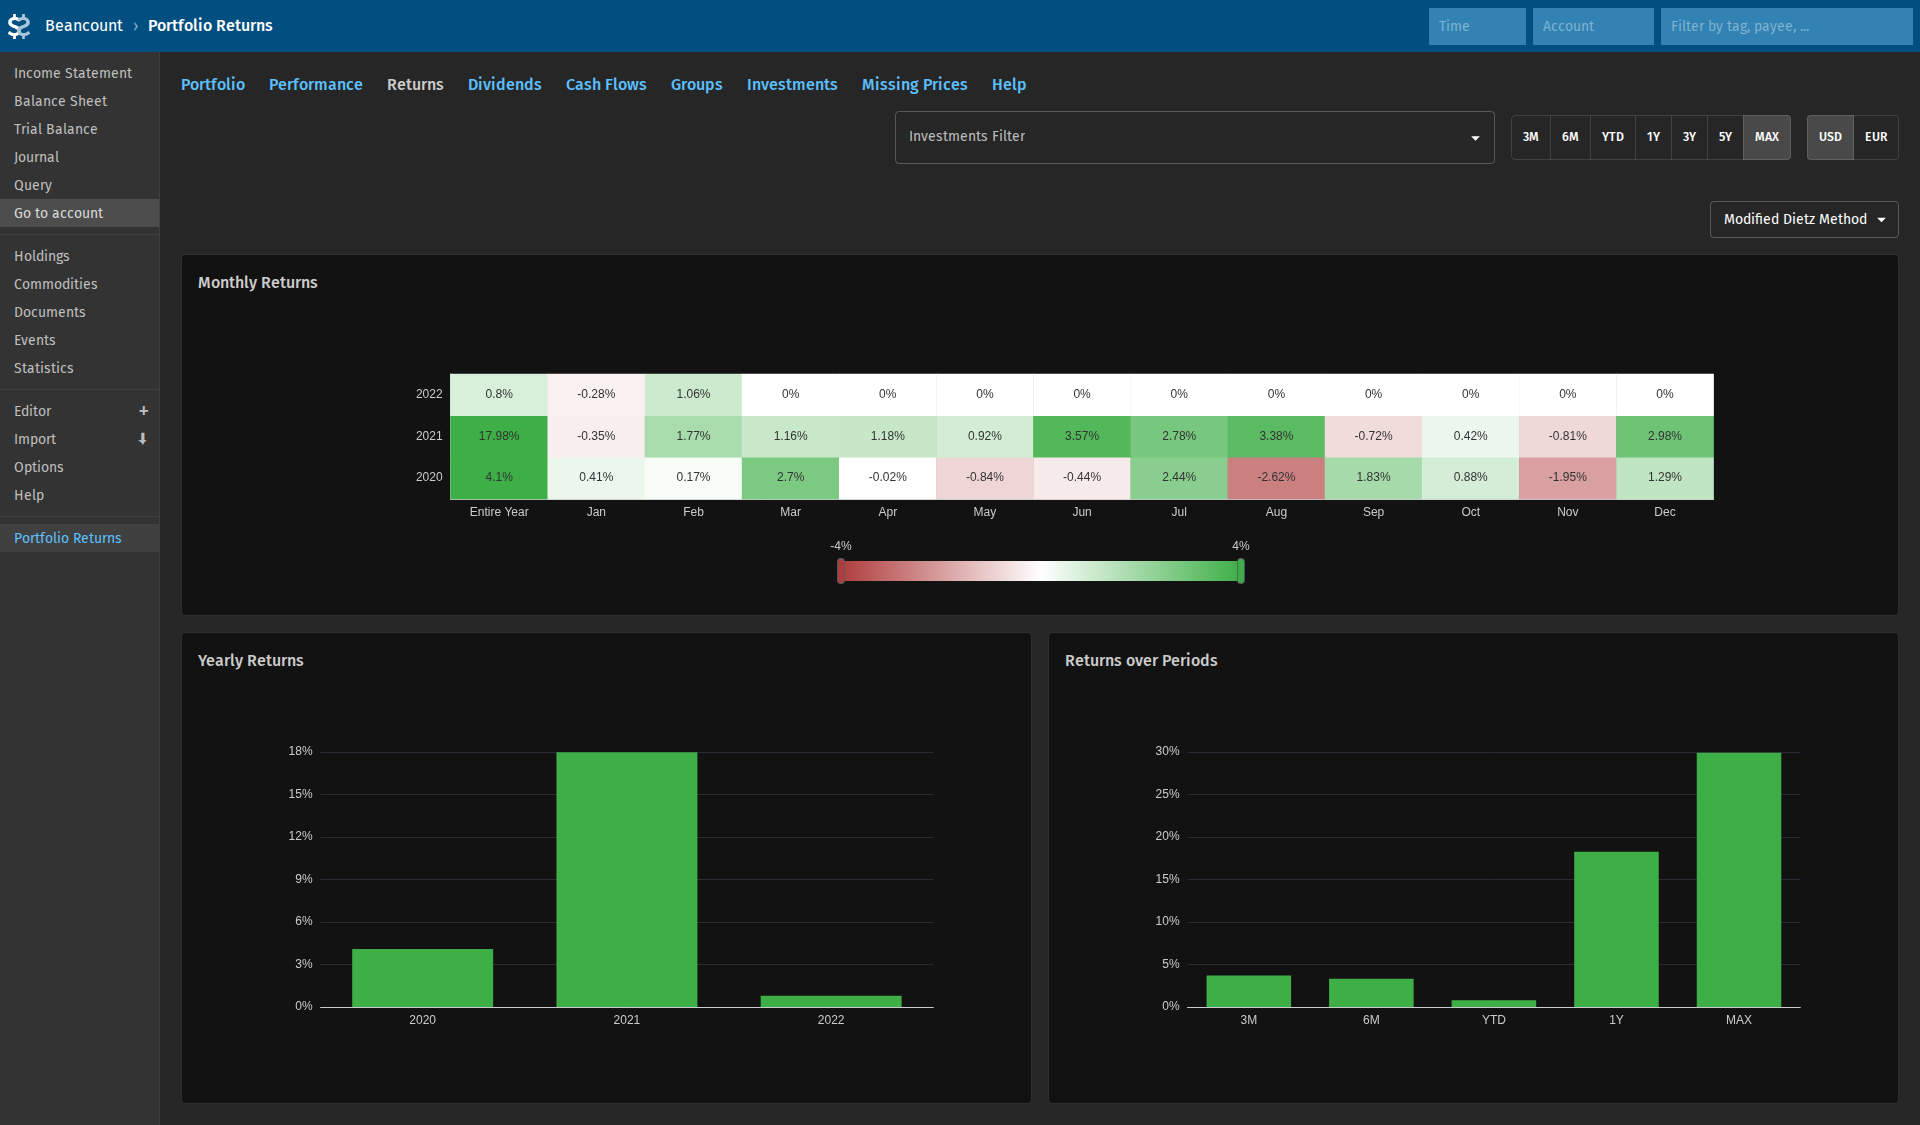 Beancount › Portfolio Returns
Time
Account
Filter by tag, payee, ...
Income Statement
Balance Sheet
Trial Balance
Journal
Query
Go to account
Holdings
Commodities
Documents
Events
Statistics
Editor +
Import
Options
Help
Portfolio Returns
Portfolio Performance Returns Dividends Cash Flows Groups Investments Missing Prices Help
Investments Filter
3M 6M YTD 1Y 3Y 5Y MAX
USD EUR
Modified Dietz Method
Monthly Returns
2022 0.8% -0.28% 1.06% 0% 0% 0% 0% 0% 0% 0% 0% 0% 0%
2021 17.98% -0.35% 1.77% 1.16% 1.18% 0.92% 3.57% 2.78% 3.38% -0.72% 0.42% -0.81% 2.98%
2020 4.1% 0.41% 0.17% 2.7% -0.02% -0.84% -0.44% 2.44% -2.62% 1.83% 0.88% -1.95% 1.29%
Entire Year Jan Feb Mar Apr May Jun Jul Aug Sep Oct Nov Dec
-4% 4%
Yearly Returns
18%
15%
12%
9%
6%
3%
0%
2020 2021 2022
Returns over Periods
30%
25%
20%
15%
10%
5%
0%
3M 6M YTD 1Y MAX